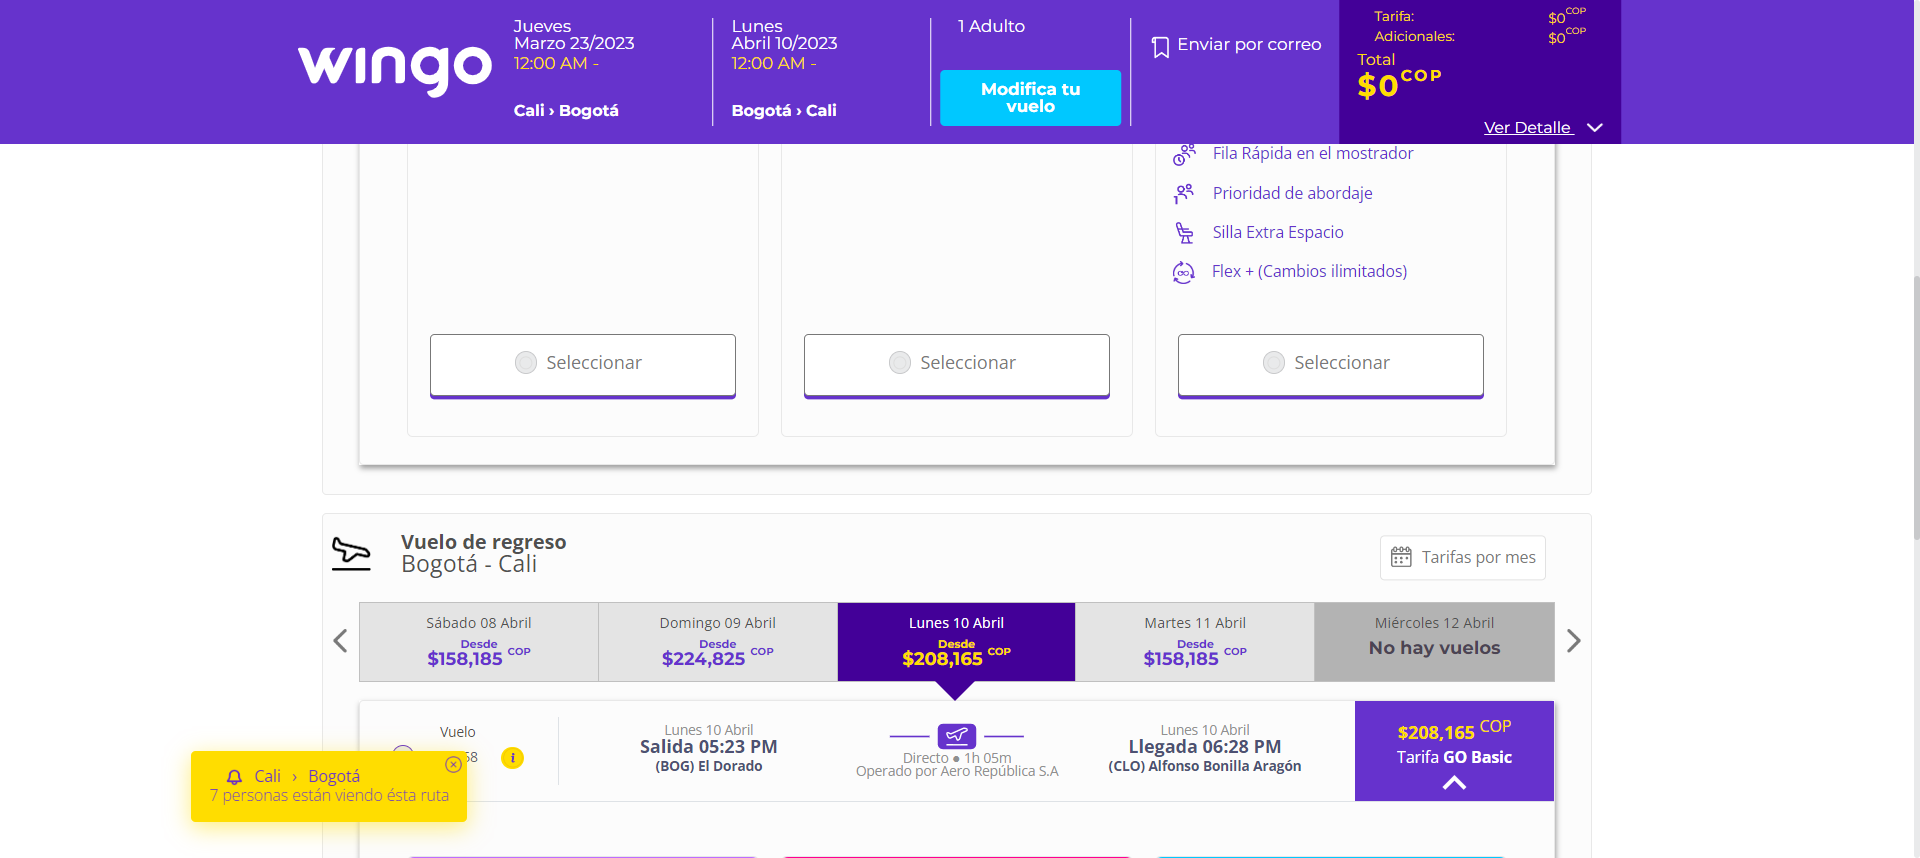 wingo
Jueves
Marzo 23/2023
12:00 AM -
Cali › Bogotá
Lunes
Abril 10/2023
12:00 AM -
Bogotá › Cali
1 Adulto
Modifica tu
vuelo
Enviar por correo
Tarifa: $0 COP
Adicionales: $0 COP
Total
$0 COP
Ver Detalle
Fila Rápida en el mostrador
Prioridad de abordaje
Silla Extra Espacio
Flex + (Cambios ilimitados)
Seleccionar
Seleccionar
Seleccionar
Vuelo de regreso
Bogotá - Cali
Tarifas por mes
Sábado 08 Abril
Desde
$158,185 COP
Domingo 09 Abril
Desde
$224,825 COP
Lunes 10 Abril
Desde
$208,165 COP
Martes 11 Abril
Desde
$158,185 COP
Miércoles 12 Abril
No hay vuelos
Vuelo
58
i
Lunes 10 Abril
Salida 05:23 PM
(BOG) El Dorado
Directo ● 1h 05m
Operado por Aero República S.A
Lunes 10 Abril
Llegada 06:28 PM
(CLO) Alfonso Bonilla Aragón
$208,165 COP
Tarifa GO Basic
Cali › Bogotá
7 personas están viendo ésta ruta